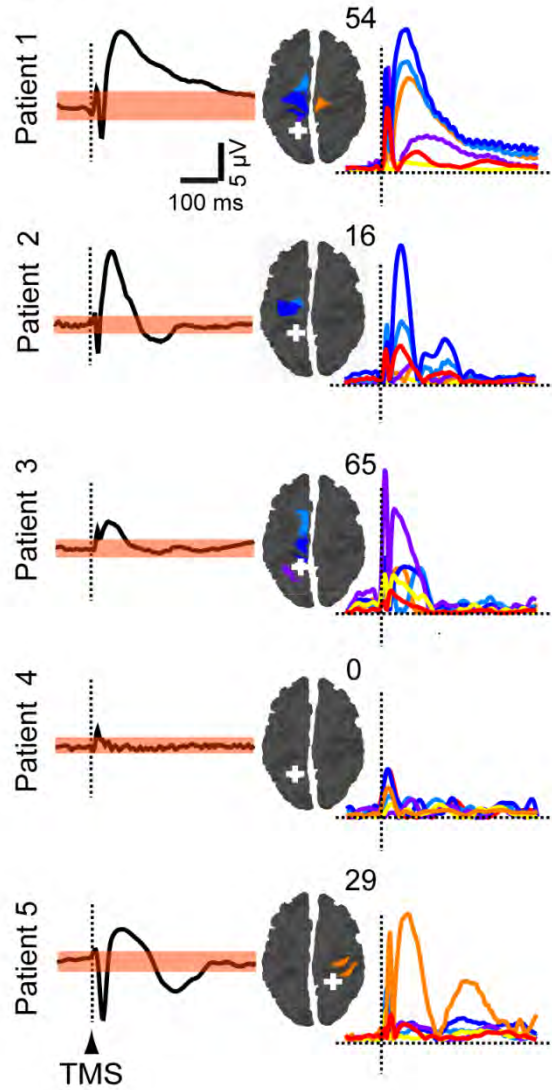 Patient 1
54
5 µV
100 ms
Patient 2
16
Patient 3
65
Patient 4
0
Patient 5
29
TMS